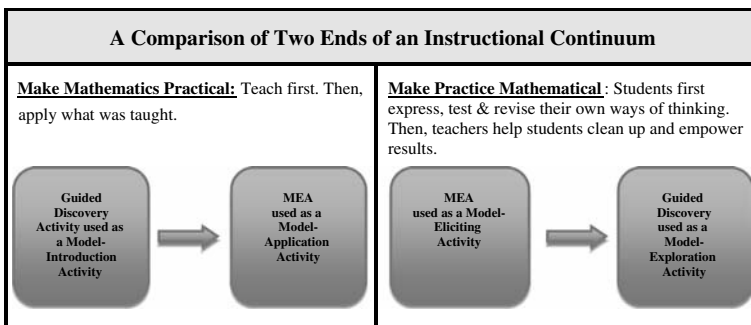 A Comparison of Two Ends of an Instructional Continuum
Make Mathematics Practical: Teach first. Then,
apply what was taught.
Guided
Discovery
Activity used as
a Model-
Introduction
Activity
MEA
used as a
Model-
Application
Activity
Make Practice Mathematical : Students first
express, test & revise their own ways of thinking.
Then, teachers help students clean up and empower
results.
MEA
used as a Model-
Eliciting
Activity
Guided
Discovery
used as a
Model-
Exploration
Activity